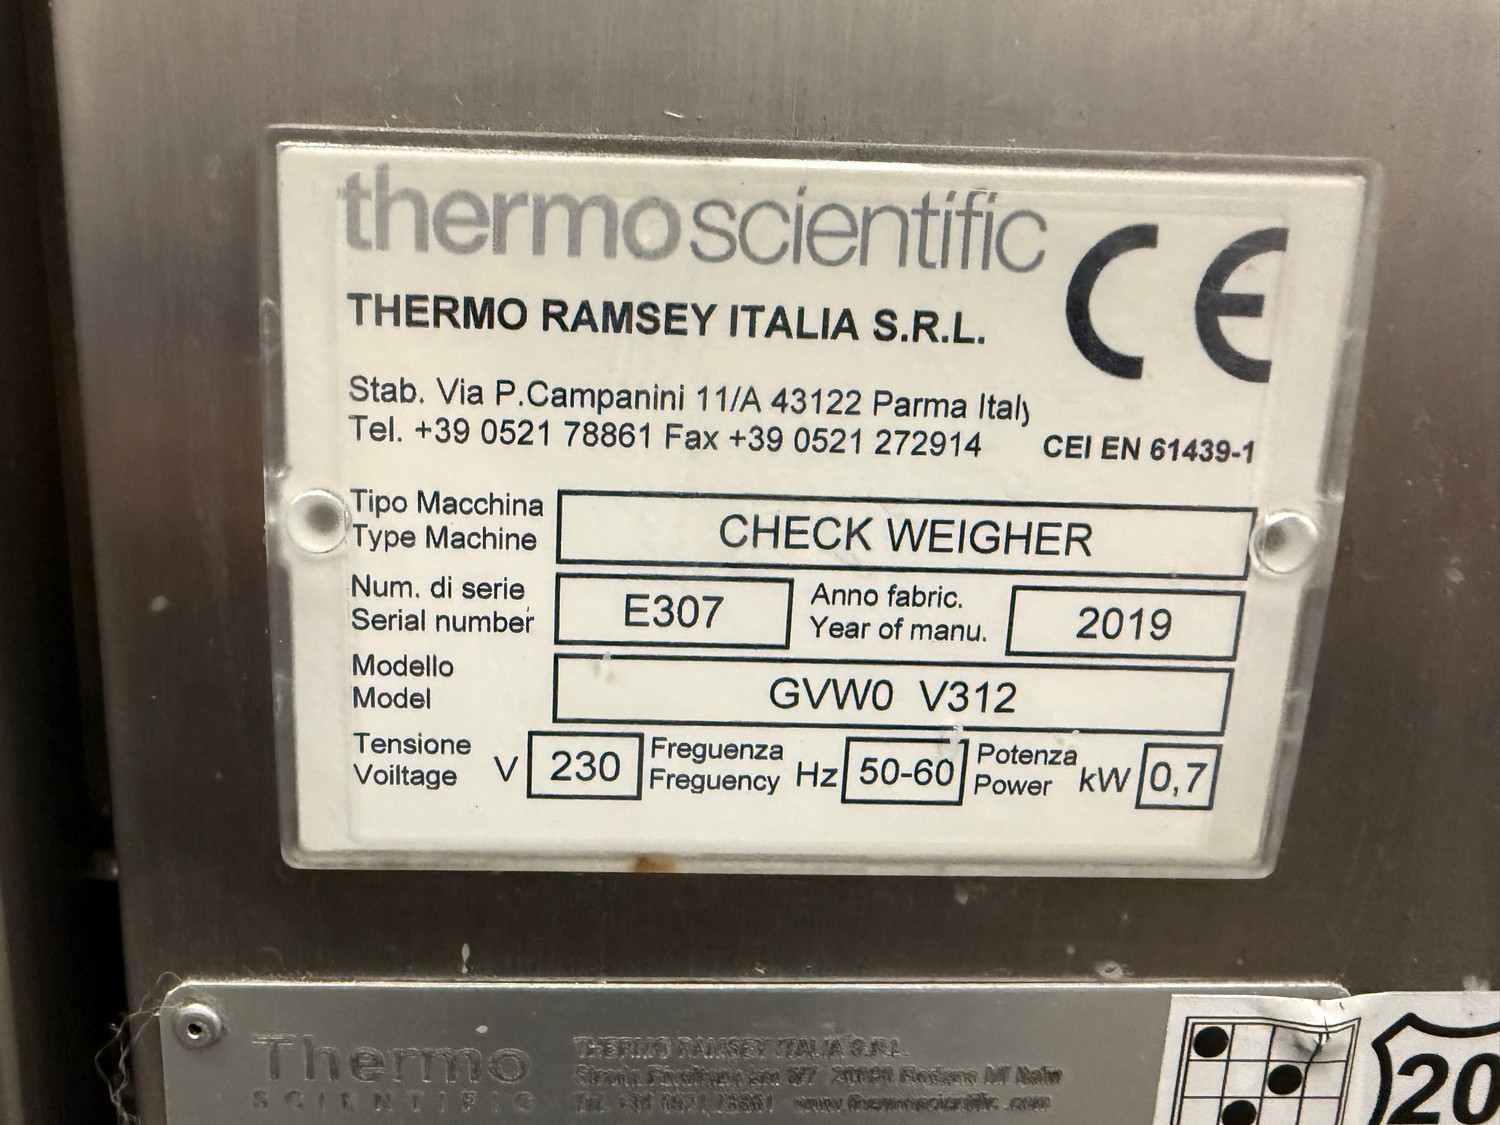 thermo scientific
CE
THERMO RAMSEY ITALIA S.R.L.
Stab. Via P.Campanini 11/A 43122 Parma Italy
Tel. +39 0521 78861 Fax +39 0521 272914
CEI EN 61439-1
Tipo Macchina
Type Machine
CHECK WEIGHER
Num. di serie
Serial number
E307
Anno fabric.
Year of manu.
2019
Modello
Model
GVW0 V312
Tensione
Voiltage
V
230
Freguenza
Freguency
Hz
50-60
Potenza
Power
kW
0,7
Thermo
SCIENTIFIC
THERMO RAMSEY ITALIA S.R.L.
20